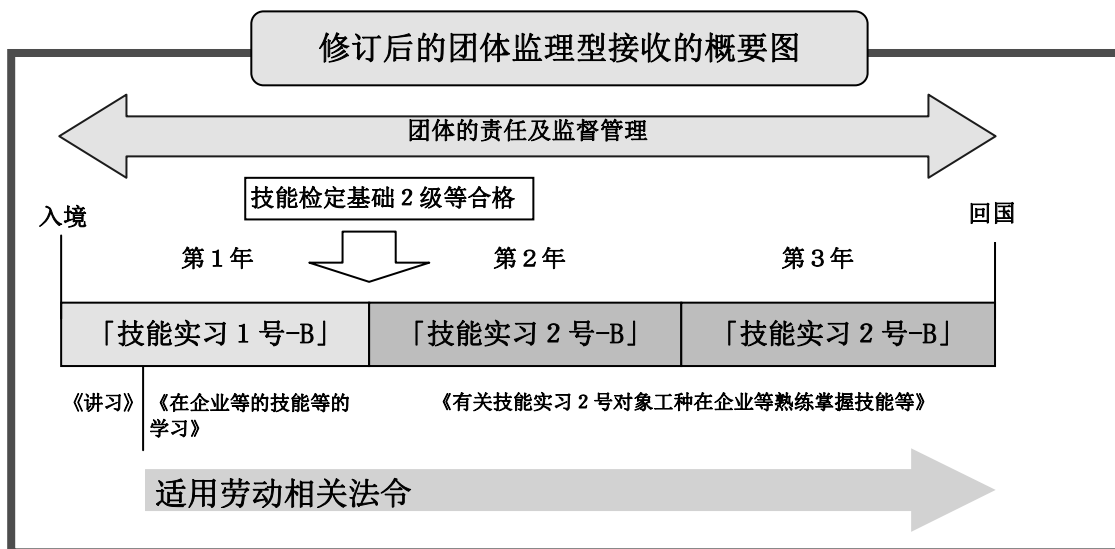 修订后的团体监理型接收的概要图
团体的责任及监督管理
技能检定基础２级等合格
入境
回国
第１年
第２年
第３年
「技能实习１号-B」
「技能实习２号-B」
「技能实习２号-B」
《讲习》
《在企业等的技能等的
学习》
《有关技能实习２号对象工种在企业等熟练掌握技能等》
适用劳动相关法令